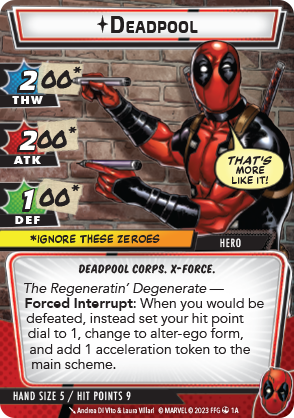 Deadpool
200*
THW
200*
ATK
100*
DEF
THAT'S
MORE
LIKE IT!
*IGNORE THESE ZEROES
HERO
DEADPOOL CORPS. X-FORCE.
The Regeneratin' Degenerate —
Forced Interrupt: When you would be
defeated, instead set your hit point
dial to 1, change to alter-ego form,
and add 1 acceleration token to the
main scheme.
HAND SIZE 5 / HIT POINTS 9
Andrea Di Vito & Laura Villari © MARVEL © 2023 FFG 1A